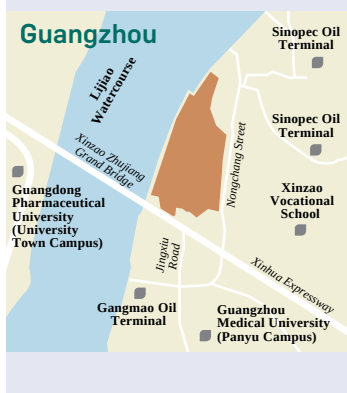 Guangzhou
Sinopec Oil
Terminal
Lijiao
Watercourse
Sinopec Oil
Terminal
Xinzao Zhujiang
Grand Bridge
Nongchang Street
Guangdong
Pharmaceutical
University
(University
Town Campus)
Xinzao
Vocational
School
Jingxiu
Road
Xinhua Expressway
Gangmao Oil
Terminal
Guangzhou
Medical University
(Panyu Campus)